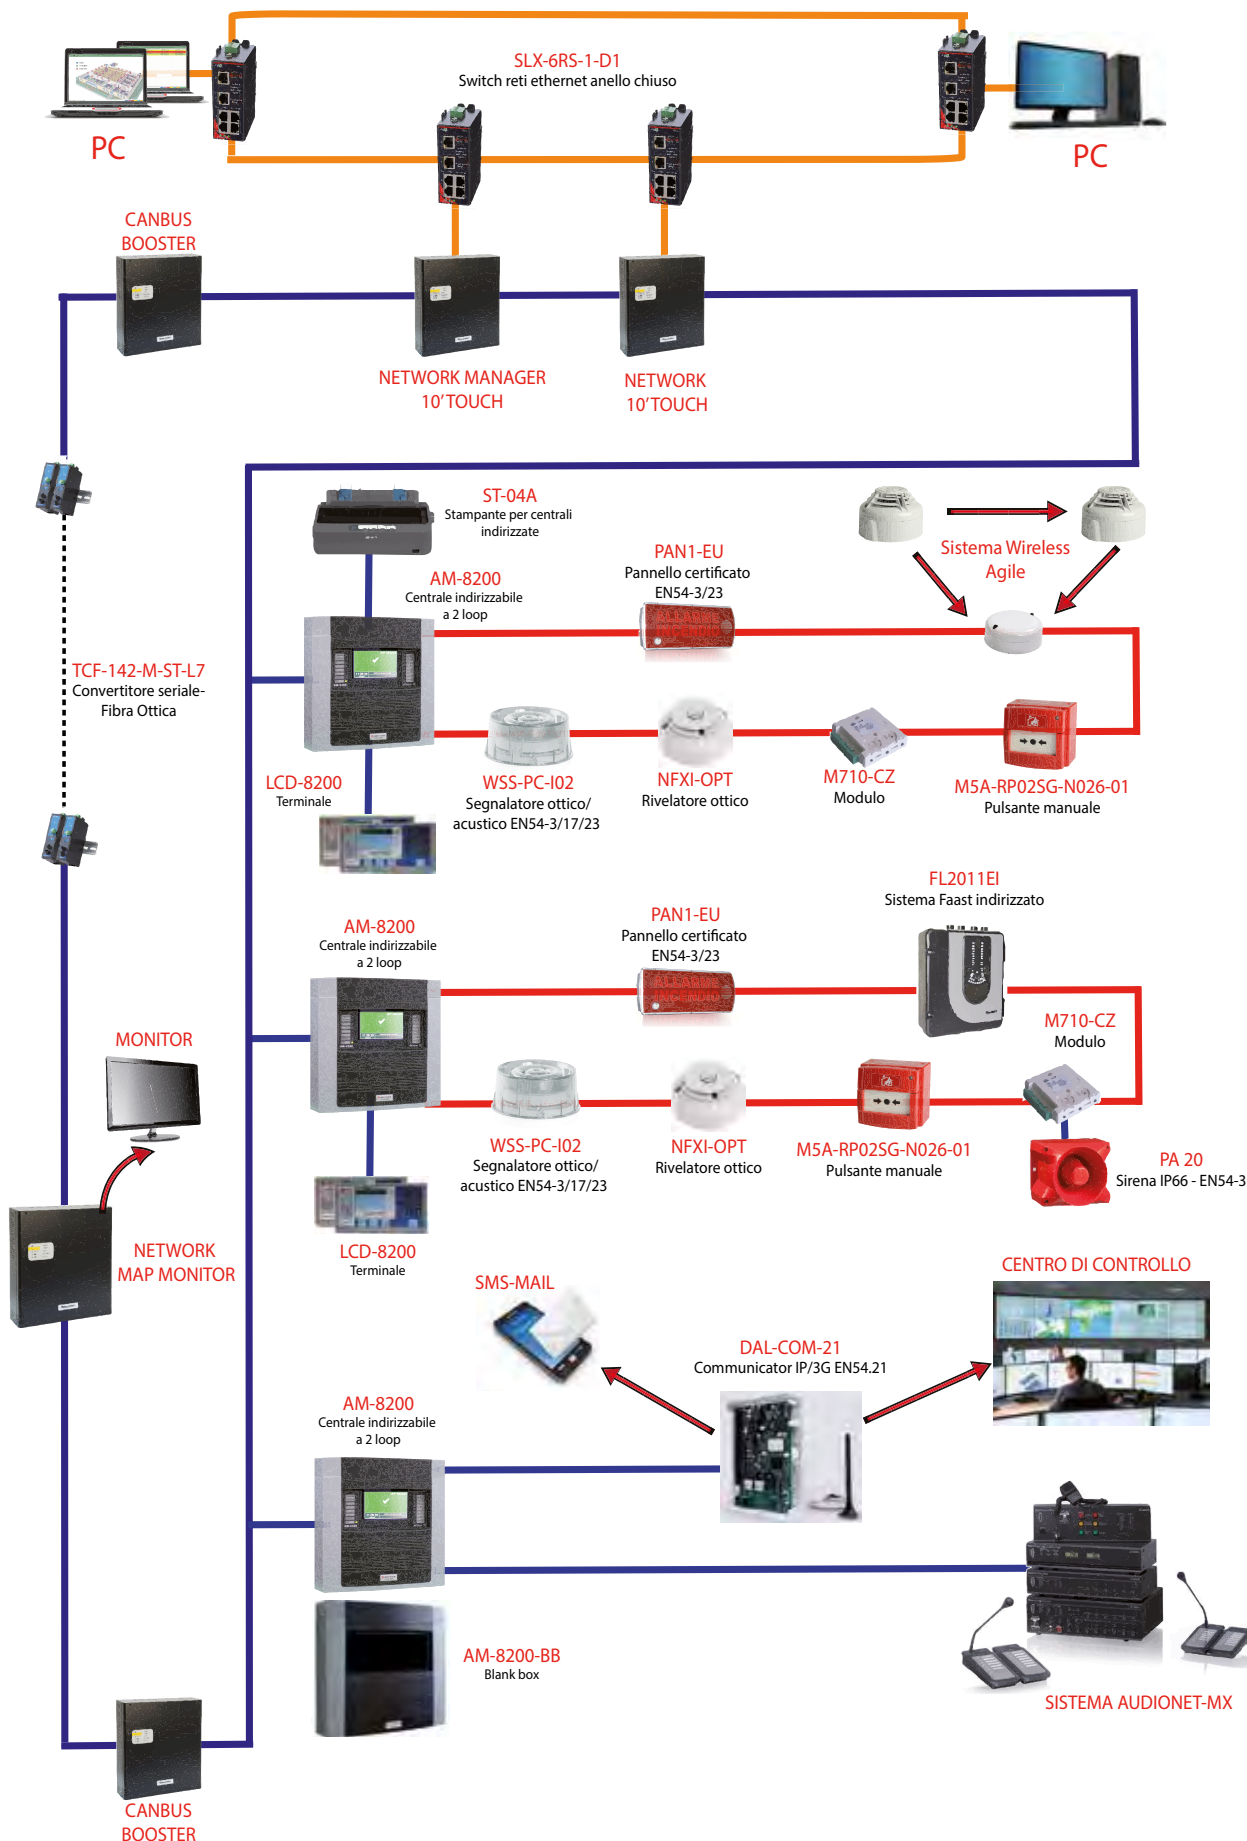 SLX-6RS-1-D1
Switch reti ethernet anello chiuso
PC
PC
CANBUS
BOOSTER
NETWORK MANAGER
10'TOUCH
NETWORK
10'TOUCH
ST-04A
Stampante per centrali
indirizzate
Sistema Wireless
Agile
PAN1-EU
Pannello certificato
EN54-3/23
AM-8200
Centrale indirizzabile
a 2 loop
ALLARME
INCENDIO
TCF-142-M-ST-L7
Convertitore seriale-
Fibra Ottica
LCD-8200
Terminale
WSS-PC-I02
Segnalatore ottico/
acustico EN54-3/17/23
NFXI-OPT
Rivelatore ottico
M710-CZ
Modulo
M5A-RP02SG-N026-01
Pulsante manuale
FL2011EI
Sistema Faast indirizzato
PAN1-EU
Pannello certificato
EN54-3/23
AM-8200
Centrale indirizzabile
a 2 loop
ALLARME
INCENDIO
M710-CZ
Modulo
MONITOR
WSS-PC-I02
Segnalatore ottico/
acustico EN54-3/17/23
NFXI-OPT
Rivelatore ottico
M5A-RP02SG-N026-01
Pulsante manuale
PA 20
Sirena IP66 - EN54-3
LCD-8200
Terminale
NETWORK
MAP MONITOR
SMS-MAIL
CENTRO DI CONTROLLO
DAL-COM-21
Communicator IP/3G EN54.21
AM-8200
Centrale indirizzabile
a 2 loop
AM-8200-BB
Blank box
SISTEMA AUDIONET-MX
CANBUS
BOOSTER